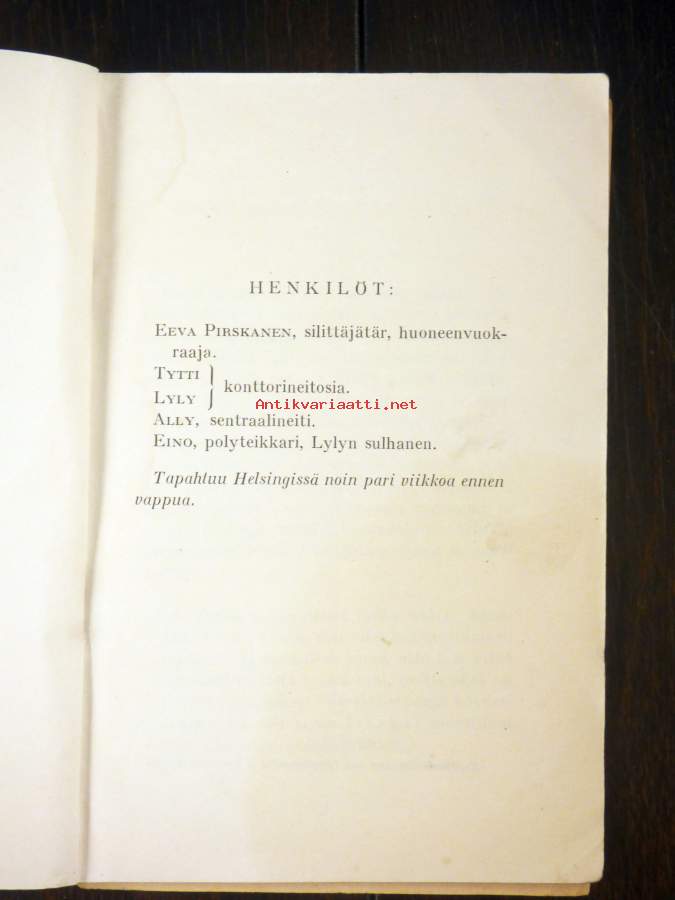 HENKILÖT:
EEVA PIRSKANEN, silittäjätär, huoneenvuok-
raaja.
TYTTI
LYLY } konttorineitosia.
Antikvariaatti.net
ALLY, sentraalineiti.
EINO, polyteikkari, Lylyn sulhanen.
Tapahtuu Helsingissä noin pari viikkoa ennen
vappua.